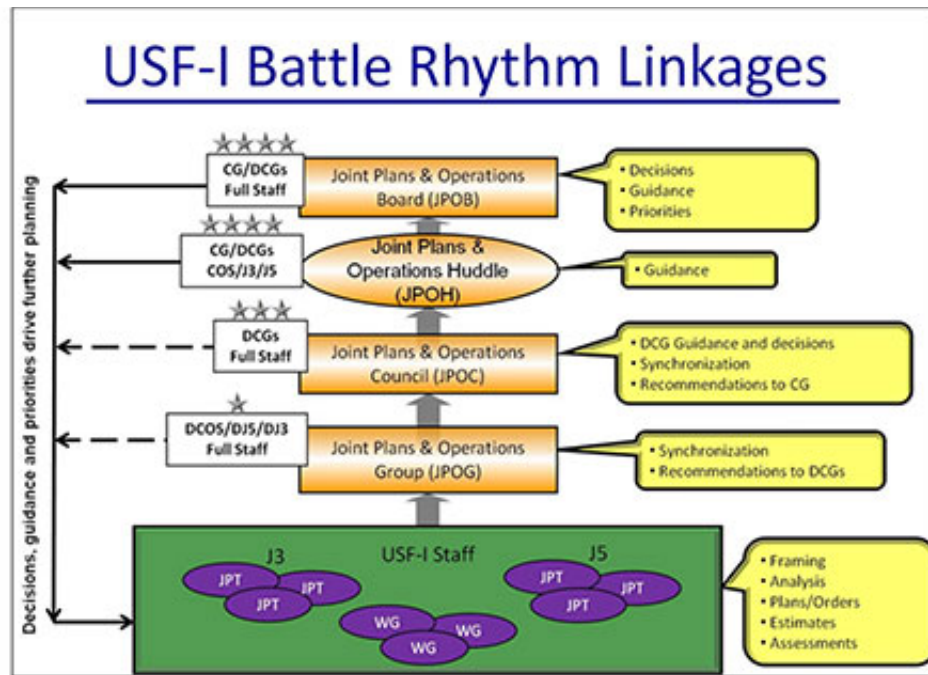 USF-I Battle Rhythm Linkages
Decisions, guidance and priorities drive further planning
CG/DCGs
Full Staff
Joint Plans & Operations
Board (JPOB)
• Decisions
• Guidance
• Priorities
CG/DCGs
COS/J3/J5
Joint Plans &
Operations Huddle
(JPOH)
• Guidance
DCGs
Full Staff
Joint Plans & Operations
Council (JPOC)
• DCG Guidance and decisions
• Synchronization
• Recommendations to CG
DCOS/DJ5/DJ3
Full Staff
Joint Plans & Operations
Group (JPOG)
• Synchronization
• Recommendations to DCGs
J3
USF-I Staff
J5
JPT
JPT
JPT
JPT
JPT
JPT
WG
WG
WG
• Framing
• Analysis
• Plans/Orders
• Estimates
• Assessments